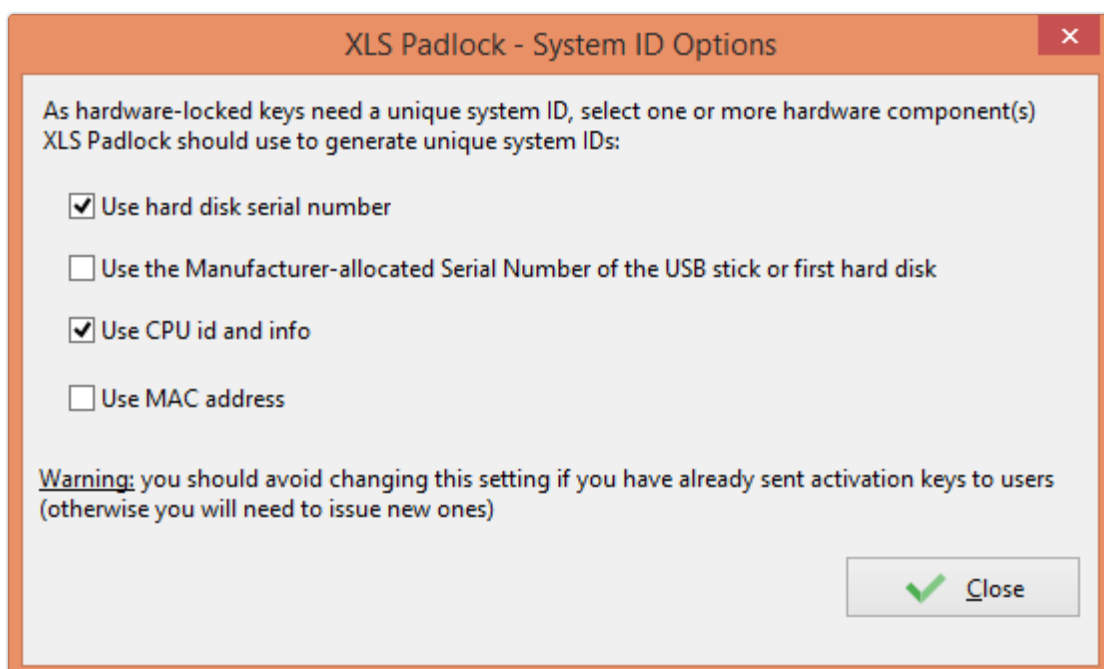 XLS Padlock - System ID Options
As hardware-locked keys need a unique system ID, select one or more hardware component(s)
XLS Padlock should use to generate unique system IDs:
Use hard disk serial number
Use the Manufacturer-allocated Serial Number of the USB stick or first hard disk
Use CPU id and info
Use MAC address
Warning: you should avoid changing this setting if you have already sent activation keys to users
(otherwise you will need to issue new ones)
Close